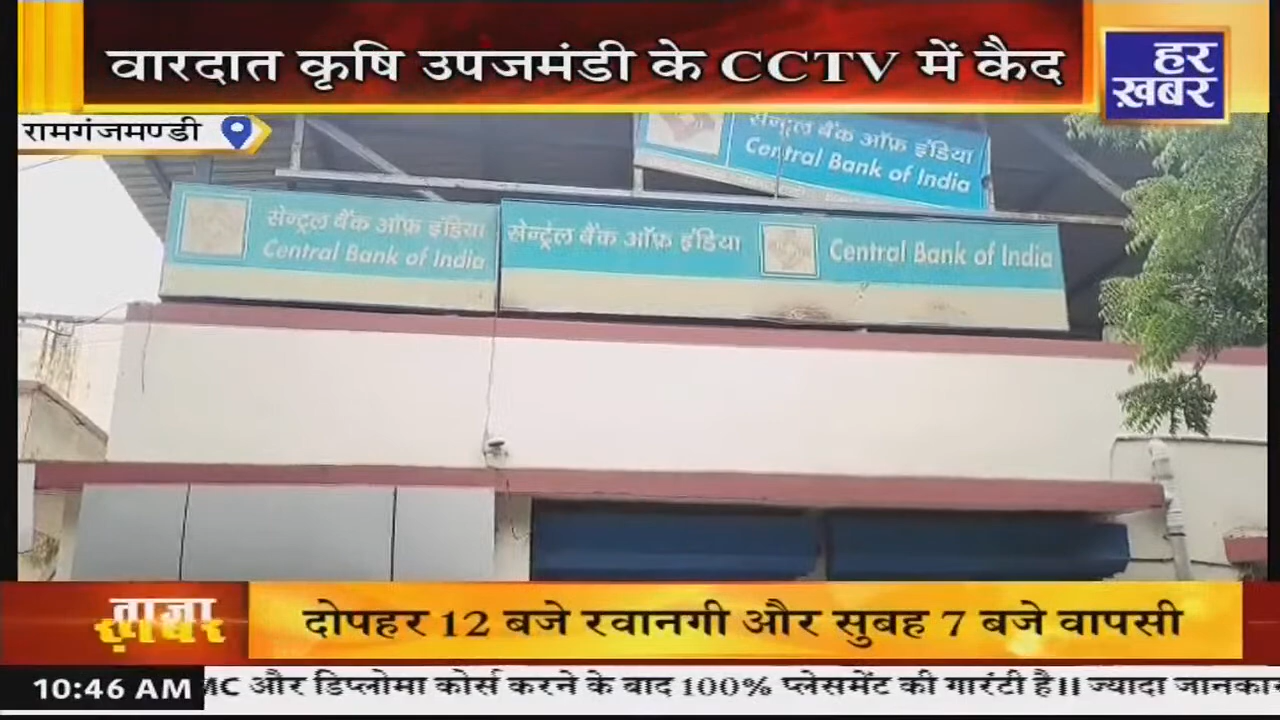 वारदात कृषि उपजमंडी के CCTV में कैद
हर
ख़बर
रामगंजमण्डी
सेन्ट्रल बैंक ऑफ़ इंडिया
Central Bank of India
सेन्ट्रल बैंक ऑफ़ इंडिया
Central Bank of India
सेन्ट्रल बैंक ऑफ़ इंडिया Central Bank of India
ताजा
ख़बर
दोपहर 12 बजे रवानगी और सुबह 7 बजे वापसी
10:46 AM MC और डिप्लोमा कोर्स करने के बाद 100% प्लेसमेंट की गारंटी है।। ज्यादा